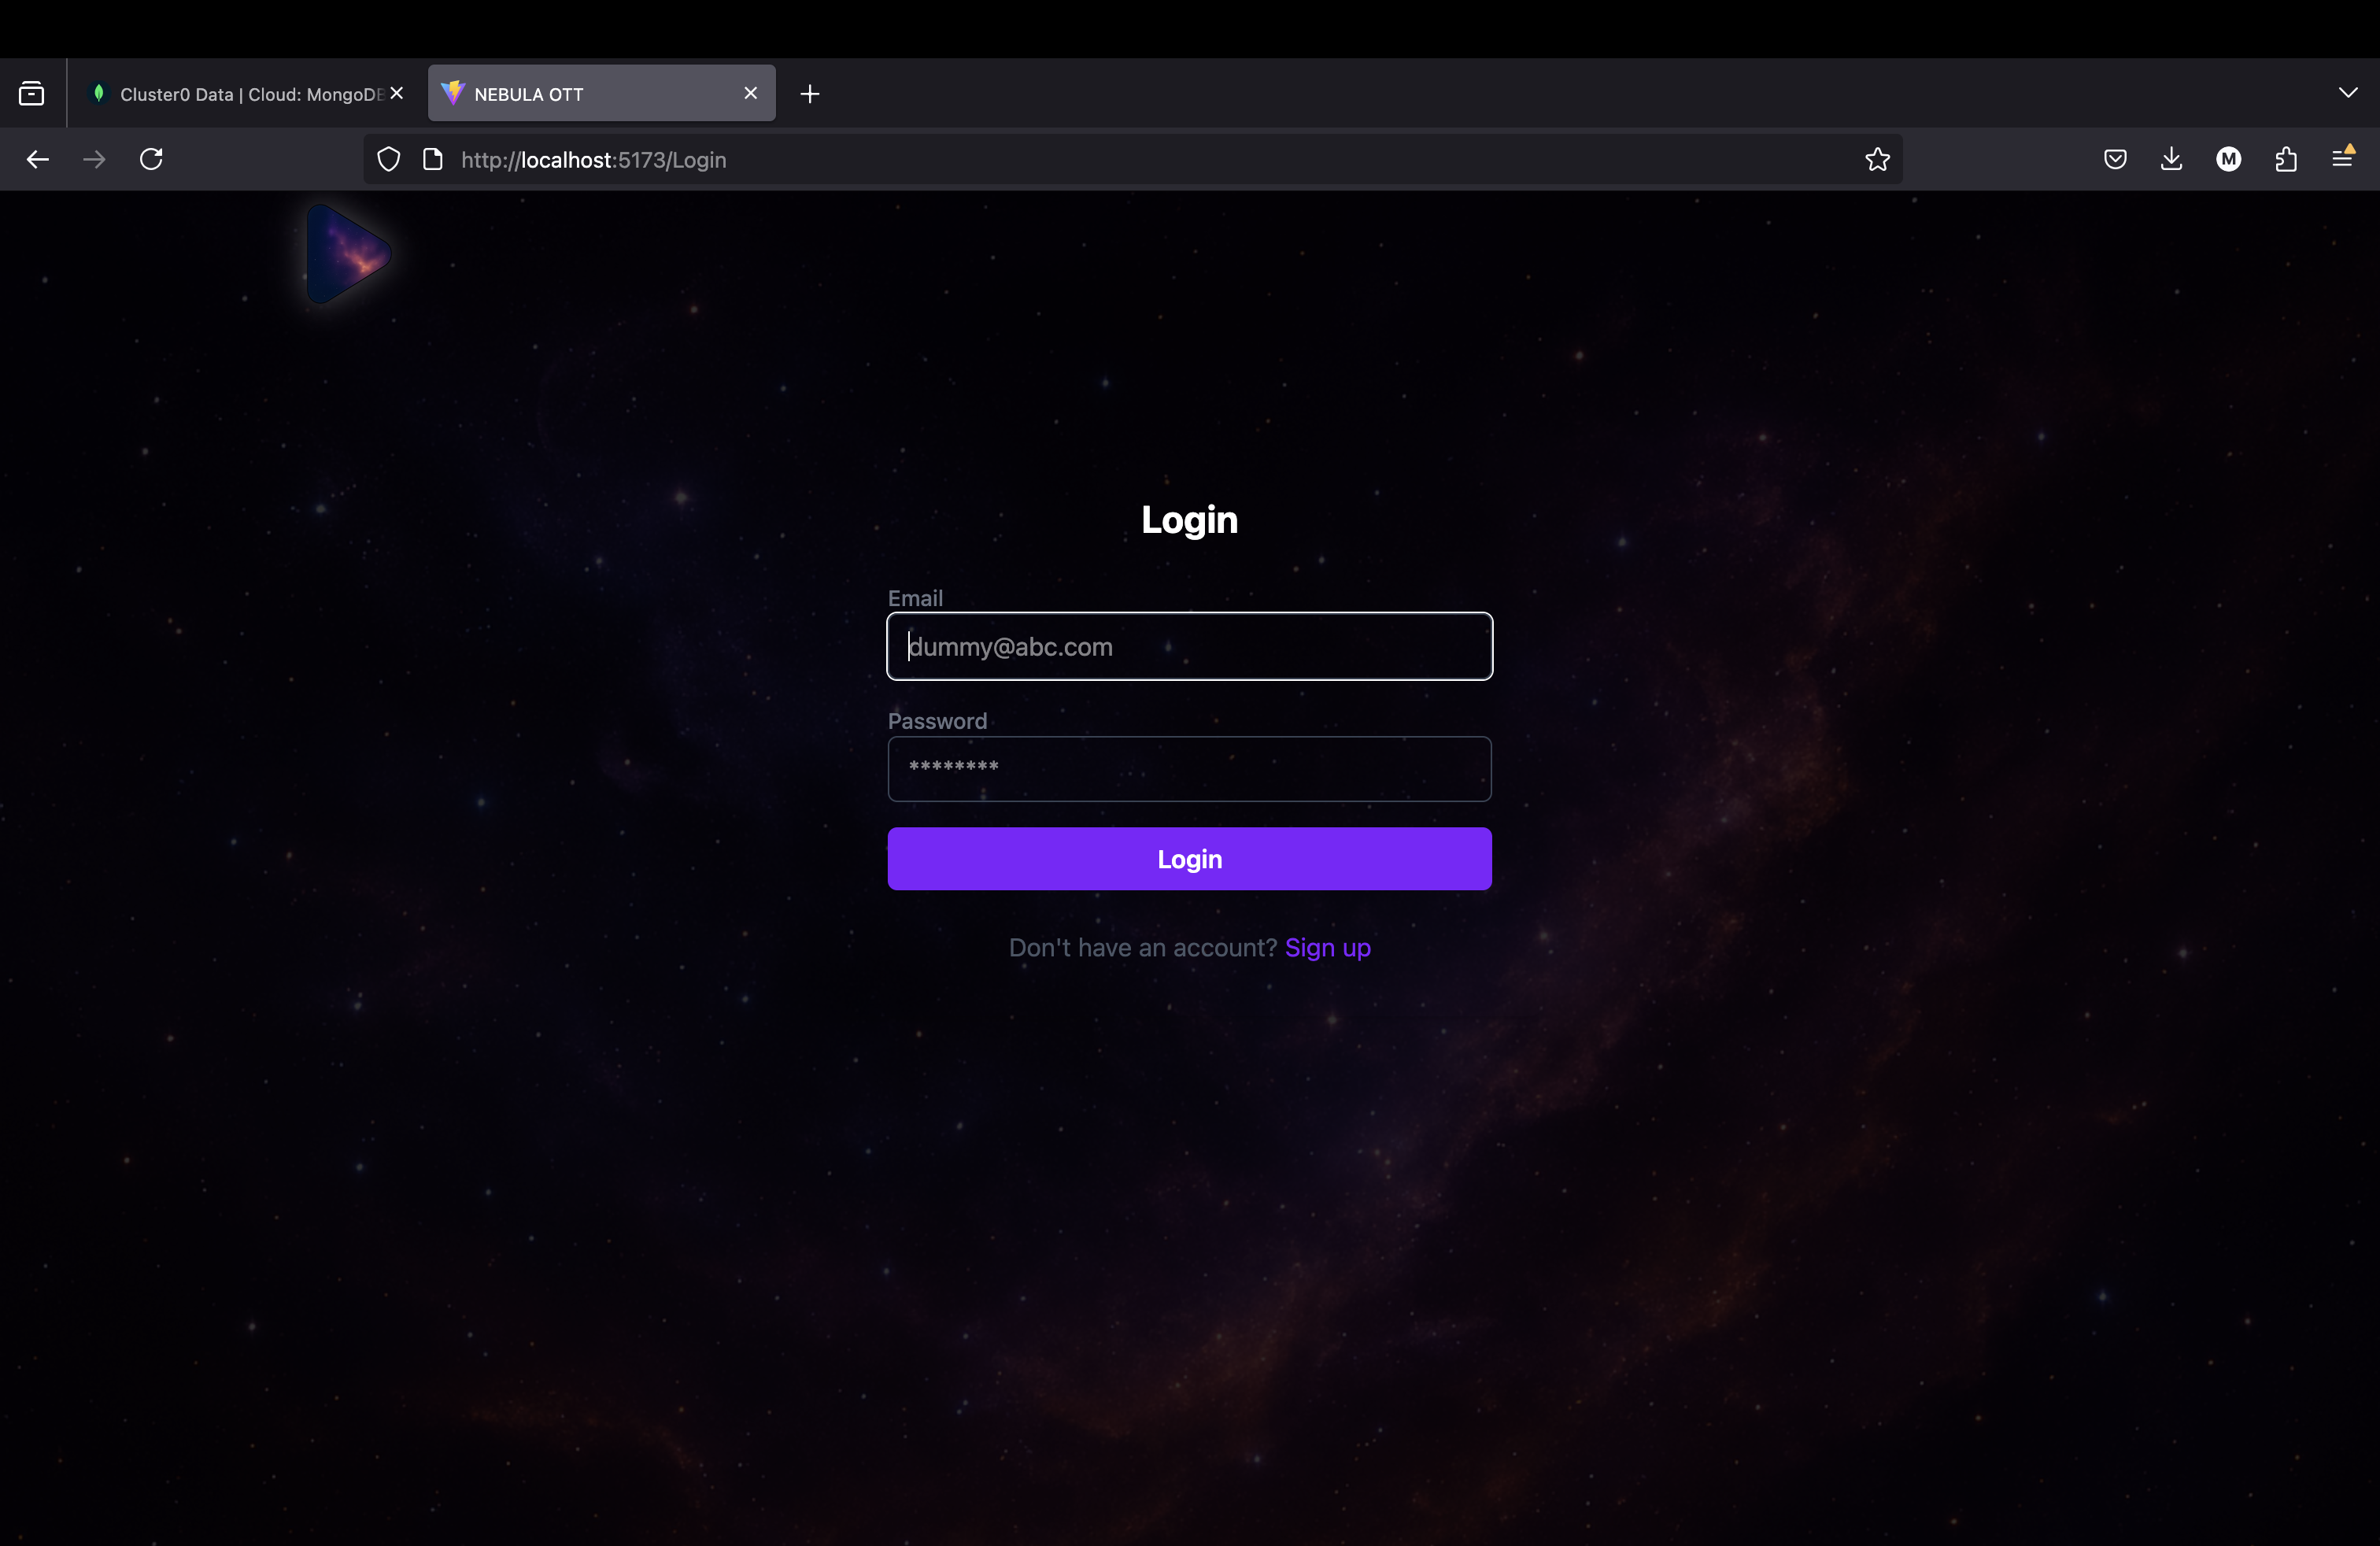 Cluster0 Data | Cloud: MongoDB
NEBULA OTT
http://localhost:5173/Login
M
Login
Email
dummy@abc.com
Password
********
Login
Don't have an account? Sign up